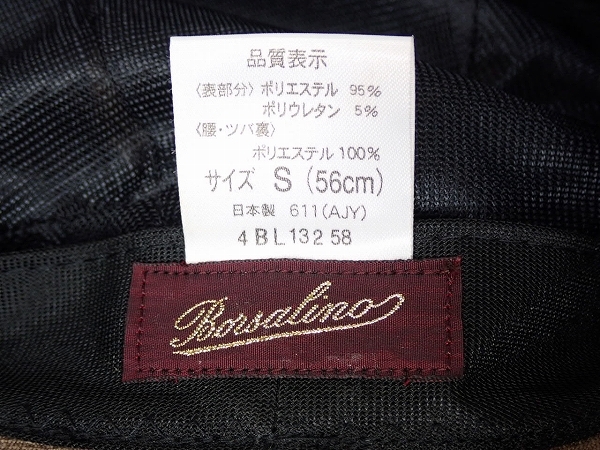 品質表示
〈表部分〉 ポリエステル 95%
ポリウレタン 5%
〈腰・ツバ裏〉
ポリエステル 100%
サイズ S (56cm)
日本製 611(AJY)
4BL13258
Borsalino